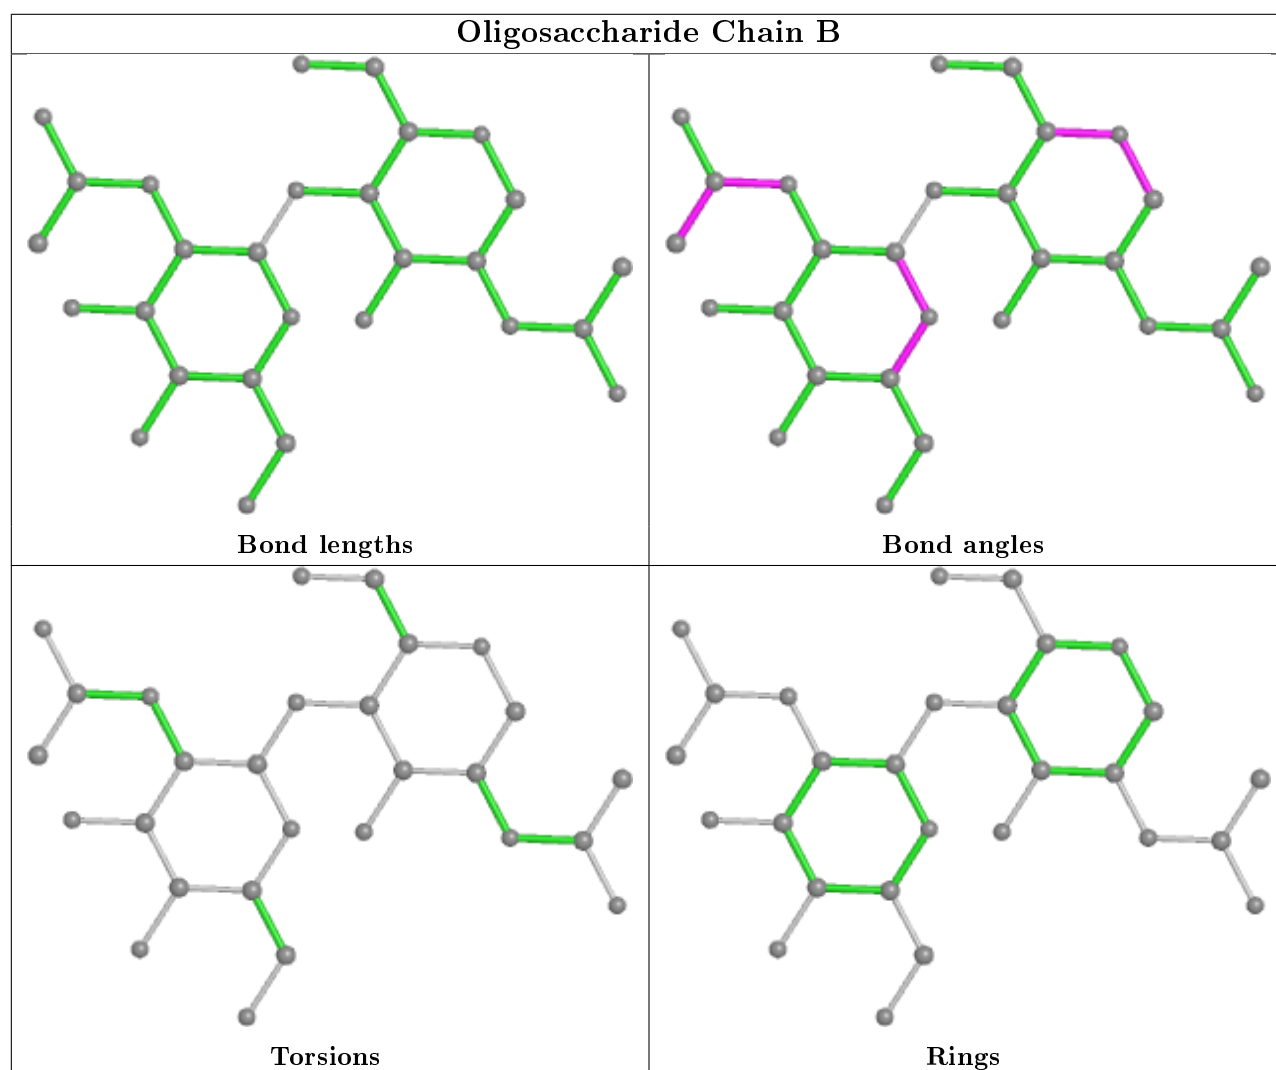 Oligosaccharide Chain B
Bond lengths
Bond angles
Torsions
Rings